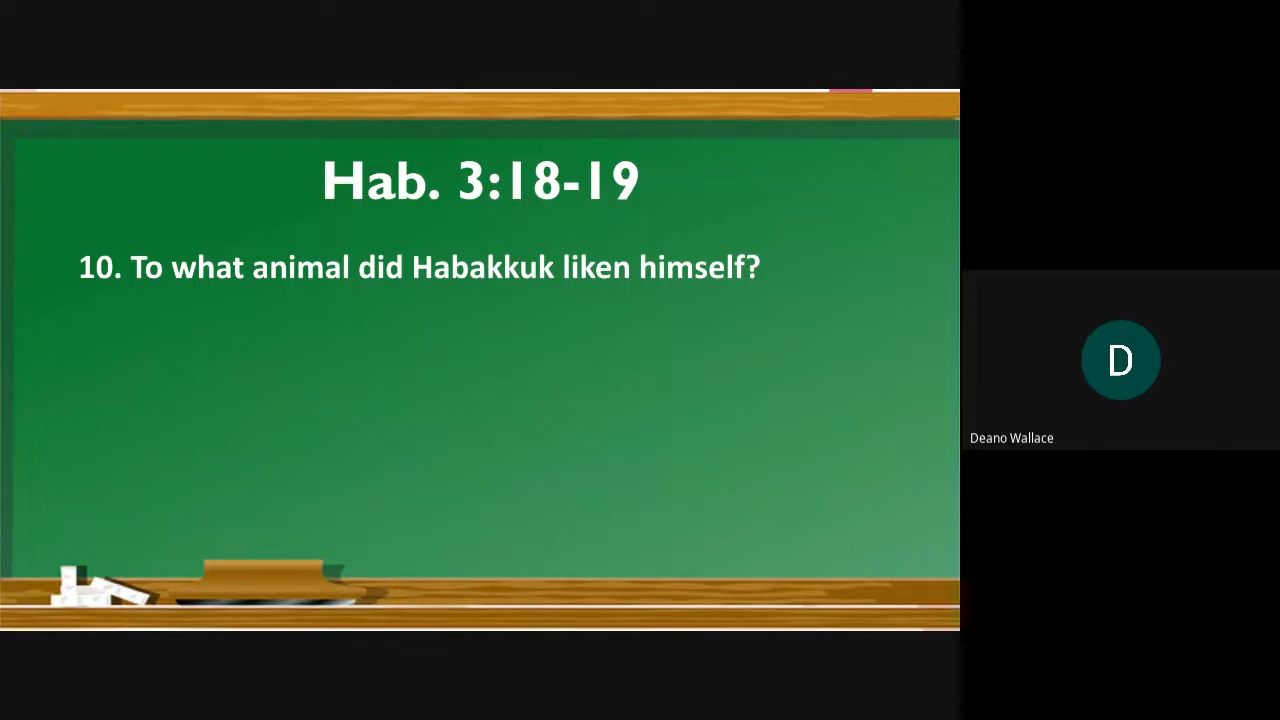 Hab. 3:18-19
10. To what animal did Habakkuk liken himself?
D
Deano Wallace